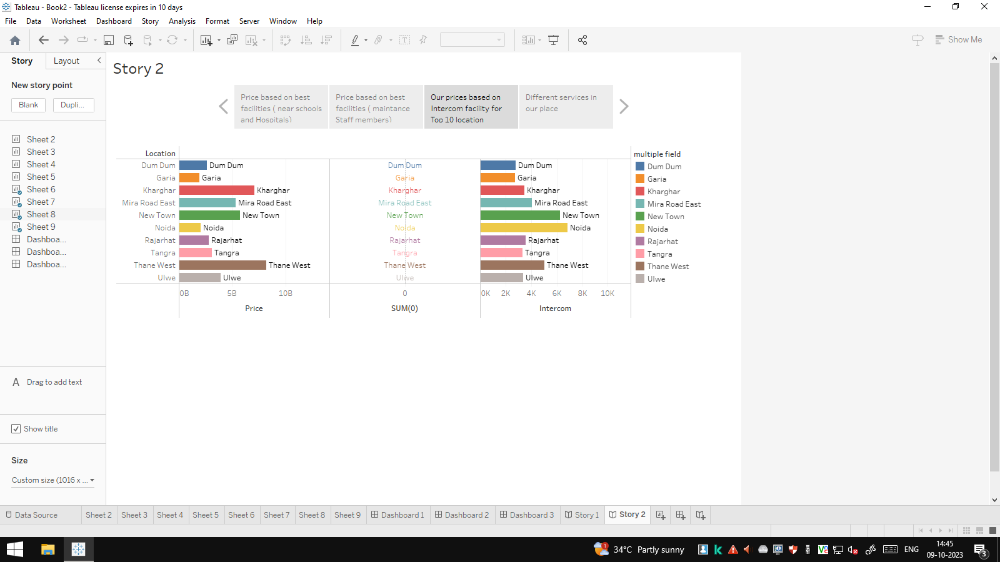 Tableau - Book2 - Tableau license expires in 10 days
File Data Worksheet Dashboard Story Analysis Format Server Window Help
Show Me
Story Layout
New story point
Blank Dupli...
Sheet 2
Sheet 3
Sheet 4
Sheet 5
Sheet 6
Sheet 7
Sheet 8
Sheet 9
Dashboa...
Dashboa...
Dashboa...
A Drag to add text
Show title
Size
Custom size (1016 x ...
Story 2
Price based on best
facilities ( near schools
and Hospitals)
Price based on best
facilities ( maintance
Staff members)
Our prices based on
Intercom facility for
Top 10 location
Different services in
our place
Location
Dum Dum Dum Dum Dum Dum Dum Dum
Garia Garia Garia Garia
Kharghar Kharghar Kharghar Kharghar
Mira Road East Mira Road East Mira Road East Mira Road East
New Town New Town New Town New Town
Noida Noida Noida Noida
Rajarhat Rajarhat Rajarhat Rajarhat
Tangra Tangra Tangra Tangra
Thane West Thane West Thane West Thane West
Ulwe Ulwe Ulwe Ulwe
0B 5B 10B 0 0K 2K 4K 6K 8K 10K
Price SUM(0) Intercom
multiple field
Dum Dum
Garia
Kharghar
Mira Road East
New Town
Noida
Rajarhat
Tangra
Thane West
Ulwe
Data Source Sheet 2 Sheet 3 Sheet 4 Sheet 5 Sheet 6 Sheet 7 Sheet 8 Sheet 9 Dashboard 1 Dashboard 2 Dashboard 3 Story 1 Story 2
1 34°C Partly sunny ENG 14:45
09-10-2023 3